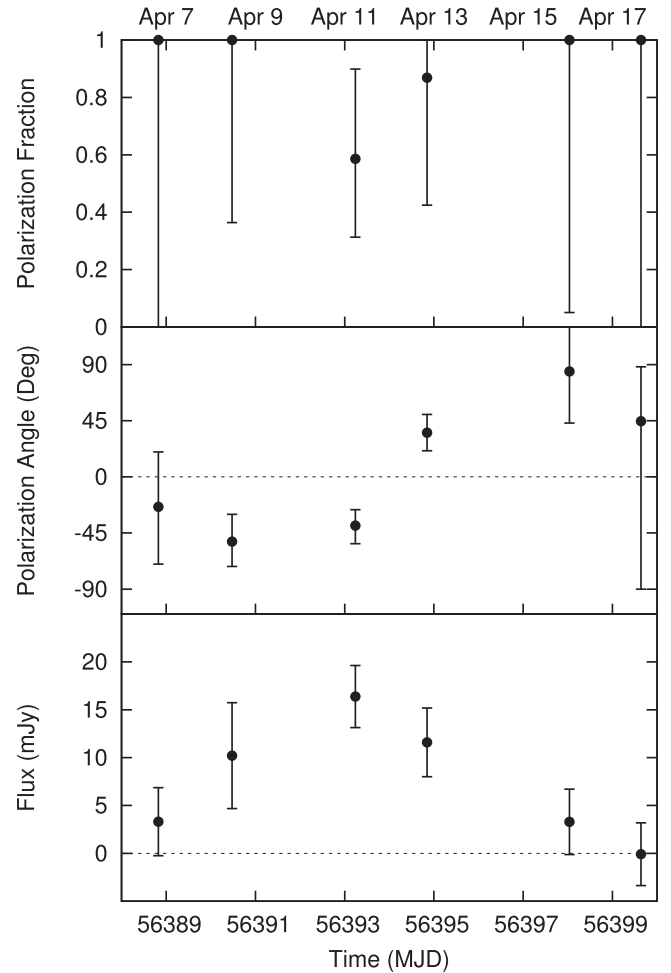 Apr 7 Apr 9 Apr 11 Apr 13 Apr 15 Apr 17
1
0.8
0.6
0.4
0.2
0
Polarization Fraction
90
45
0
-45
-90
Polarization Angle (Deg)
20
15
10
5
0
Flux (mJy)
56389 56391 56393 56395 56397 56399
Time (MJD)